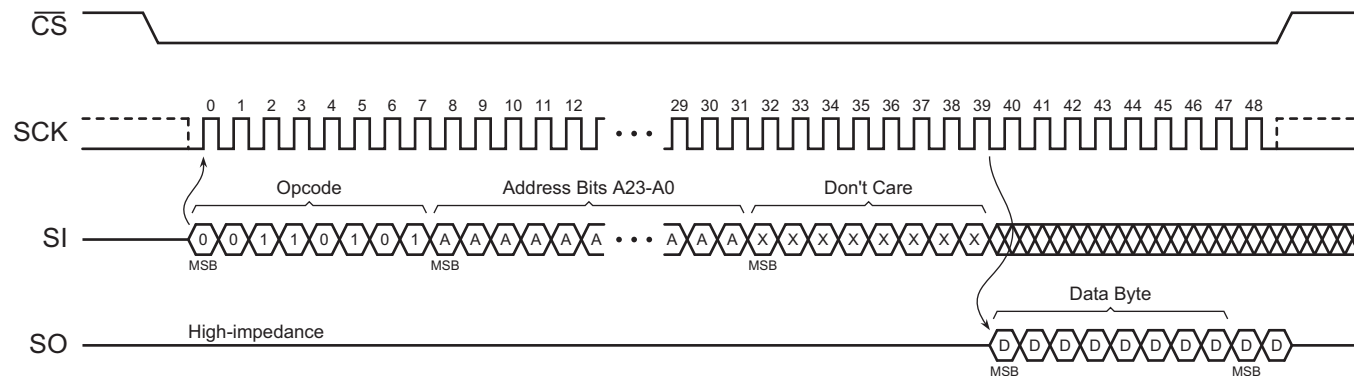 CS
0 1 2 3 4 5 6 7 8 9 10 11 12 29 30 31 32 33 34 35 36 37 38 39 40 41 42 43 44 45 46 47 48
SCK
Opcode Address Bits A23-A0 Don't Care
SI 0 0 1 1 0 1 0 1 A A A A A A A A A X X X X X X X X
MSB MSB MSB
Data Byte
High-impedance
SO D D D D D D D D D D
MSB MSB